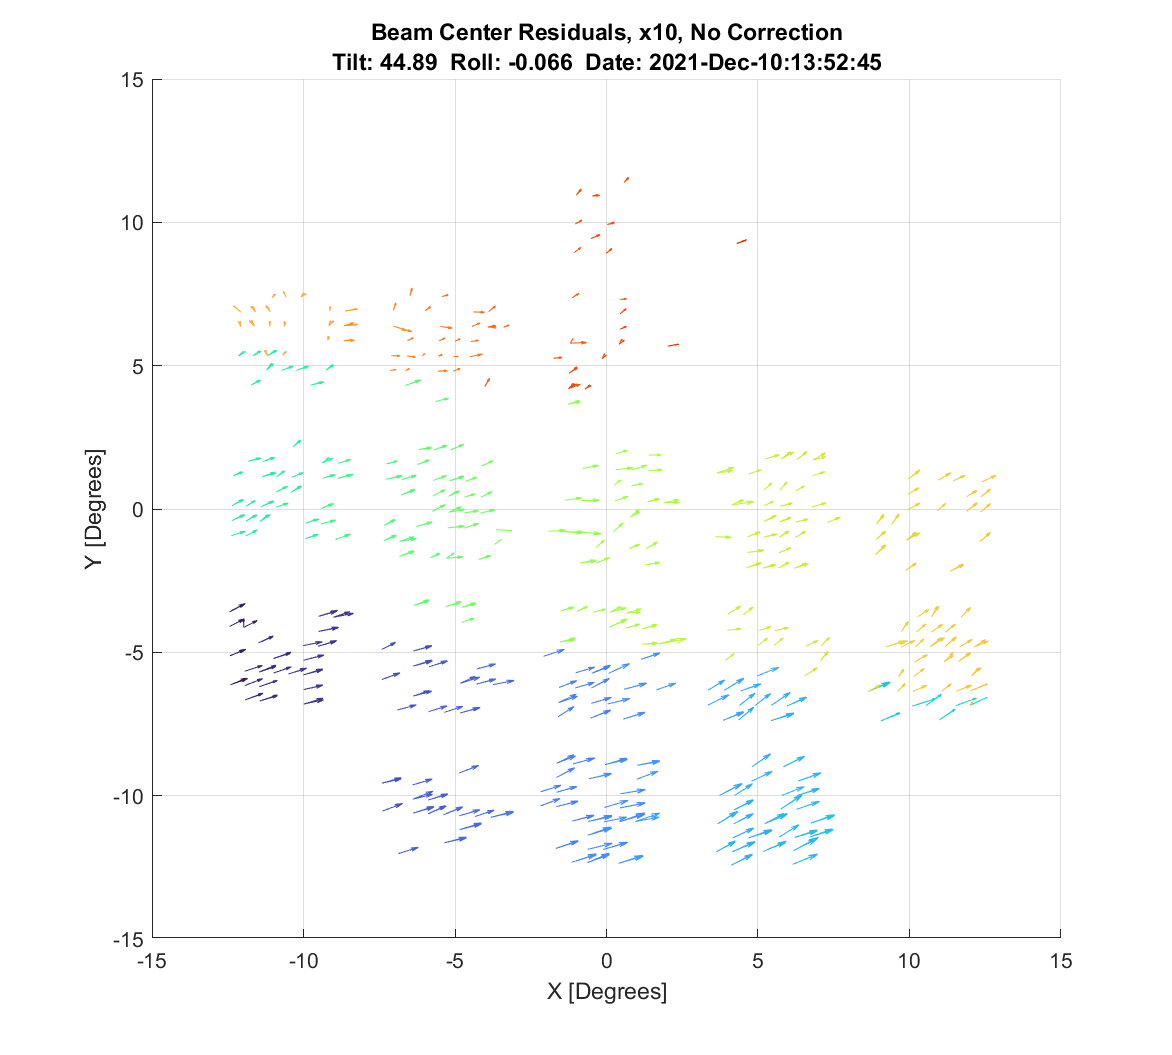 Beam Center Residuals, x10, No Correction
Tilt: 44.89  Roll: -0.066  Date: 2021-Dec-10:13:52:45
15
10
5
0
-5
-10
-15
Y [Degrees]
-15 -10 -5 0 5 10 15
X [Degrees]